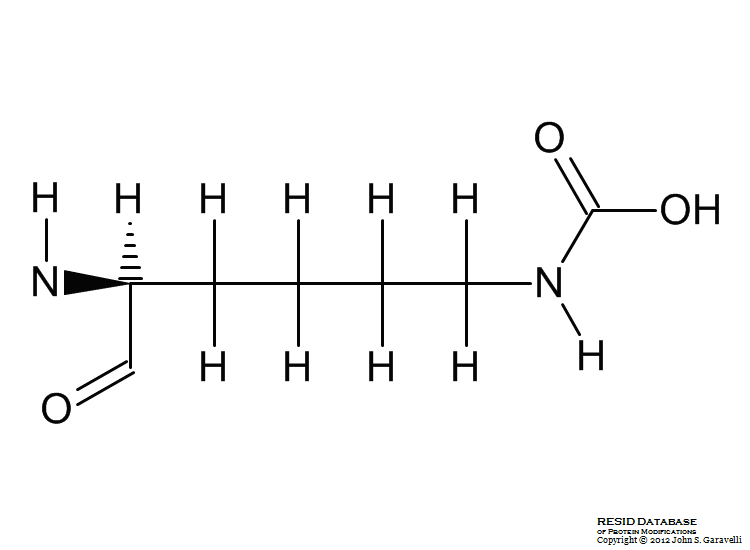 O
H H H H H H OH
N N
H H H H H
O
RESID DATABASE
OF PROTEIN MODIFICATIONS
Copyright © 2012 John S. Garavelli